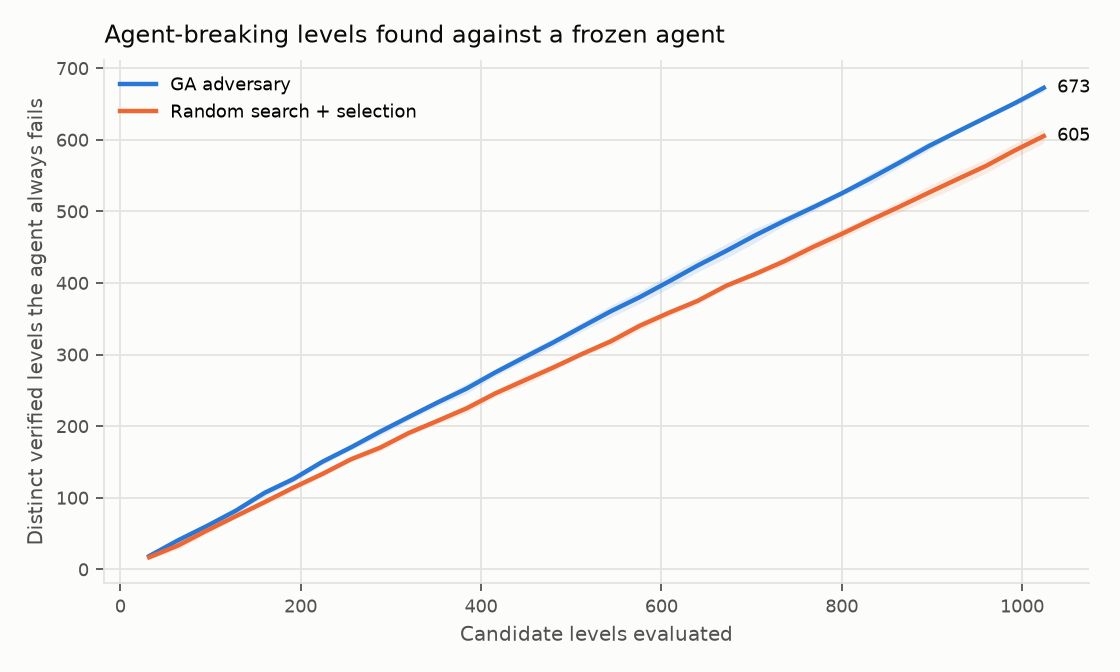 Agent-breaking levels found against a frozen agent
GA adversary
Random search + selection
673
605
Distinct verified levels the agent always fails
700
600
500
400
300
200
100
0
0 200 400 600 800 1000
Candidate levels evaluated